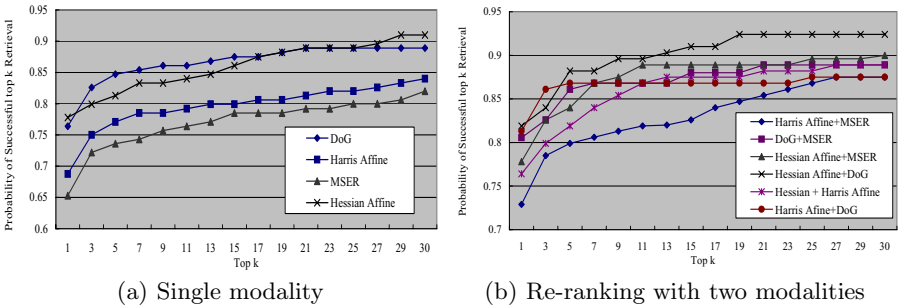 (a)
0.95
0.9
0.85
0.8
0.75
0.7
0.65
0.6
Probability of Successful top k Retrieval
DoG
Harris Affine
MSER
Hessian Affine
1 3 5 7 9 11 13 15 17 19 21 23 25 27 29 30
Top k
(a) Single modality
(b)
0.95
0.9
0.85
0.8
0.75
0.7
Probability of Successful top k Retrieval
Harris Affine+MSER
DoG+MSER
Hessian Affine+MSER
Hessian Affine+DoG
Hessian + Harris Affine
Harris Afine+DoG
1 3 5 7 9 11 13 15 17 19 21 23 25 27 29 30
Top k
(b) Re-ranking with two modalities